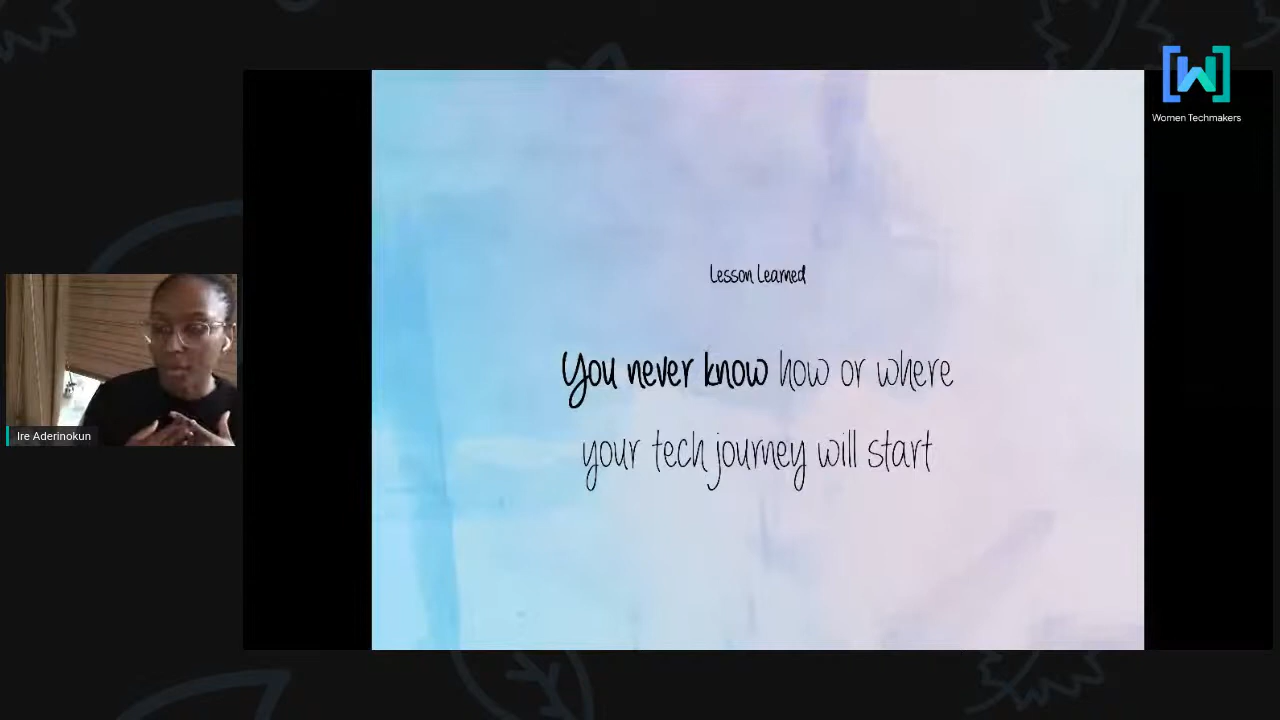 Women Techmakers
Lesson Learned
You never know how or where
your tech journey will start
Ire Aderinokun